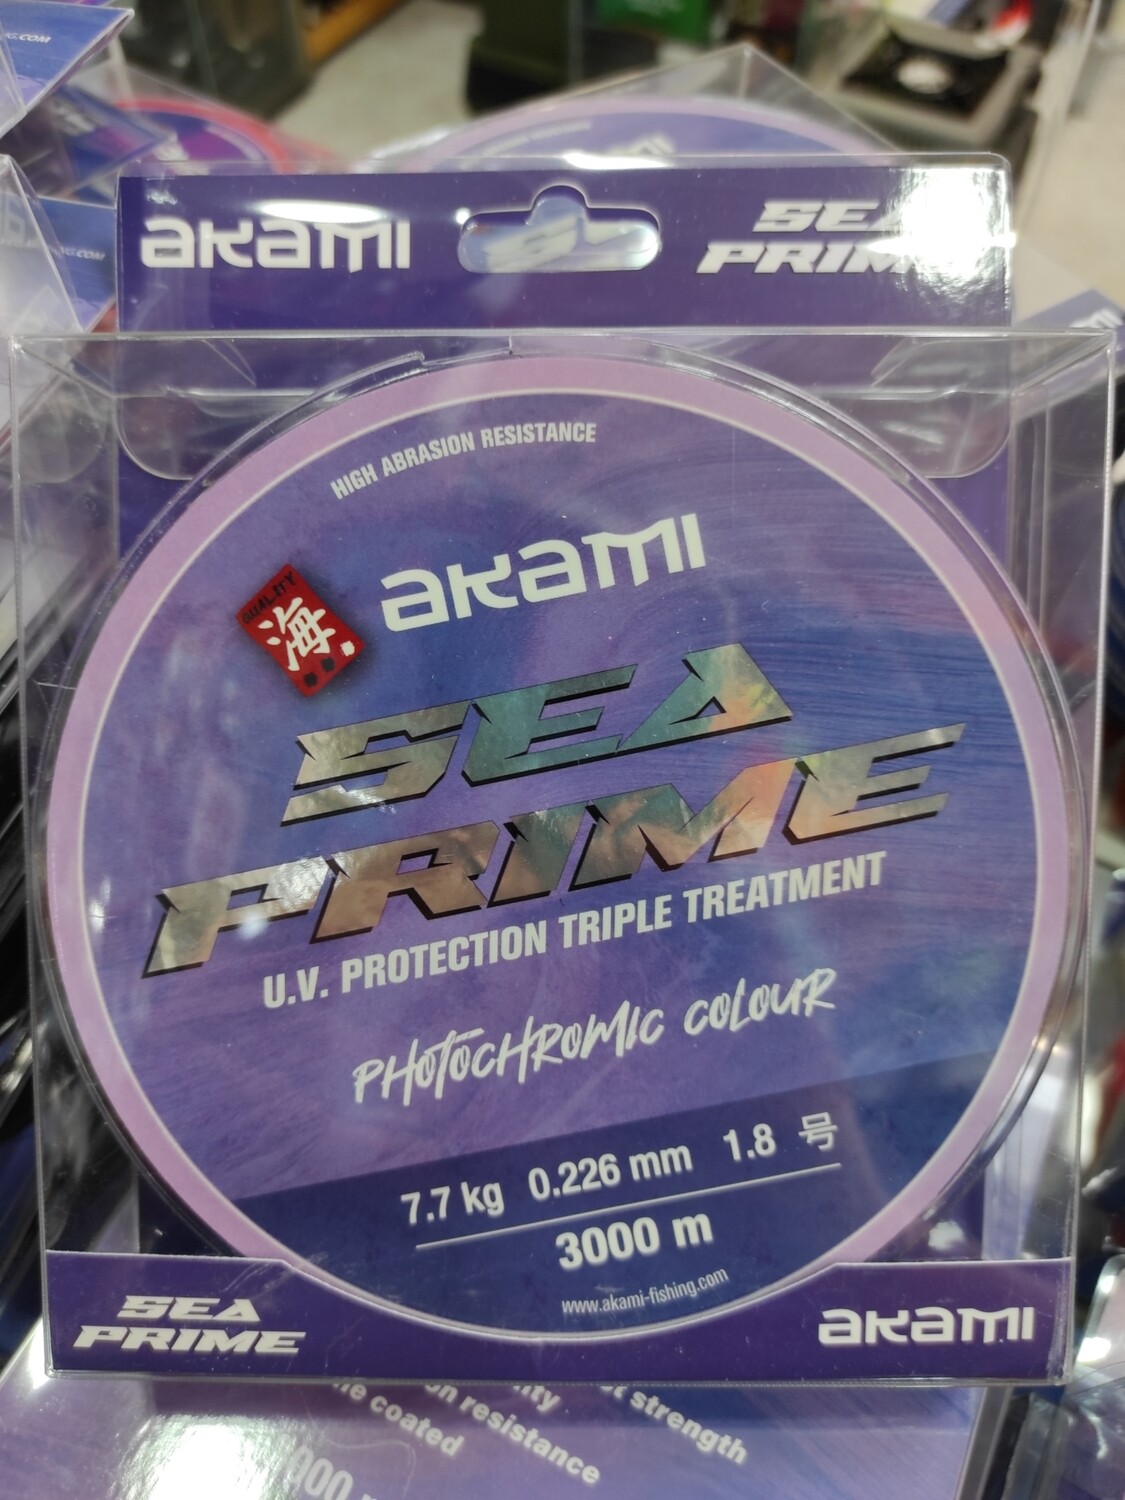 akami
SEA
PRIME
HIGH ABRASION RESISTANCE
akami
QUALITY
海
SEA
PRIME
U.V. PROTECTION TRIPLE TREATMENT
PHOTOCHROMIC COLOUR
7.7 kg 0.226 mm 1.8 号
3000 m
www.akami-fishing.com
SEA
PRIME
akami
strength
resistance
coated